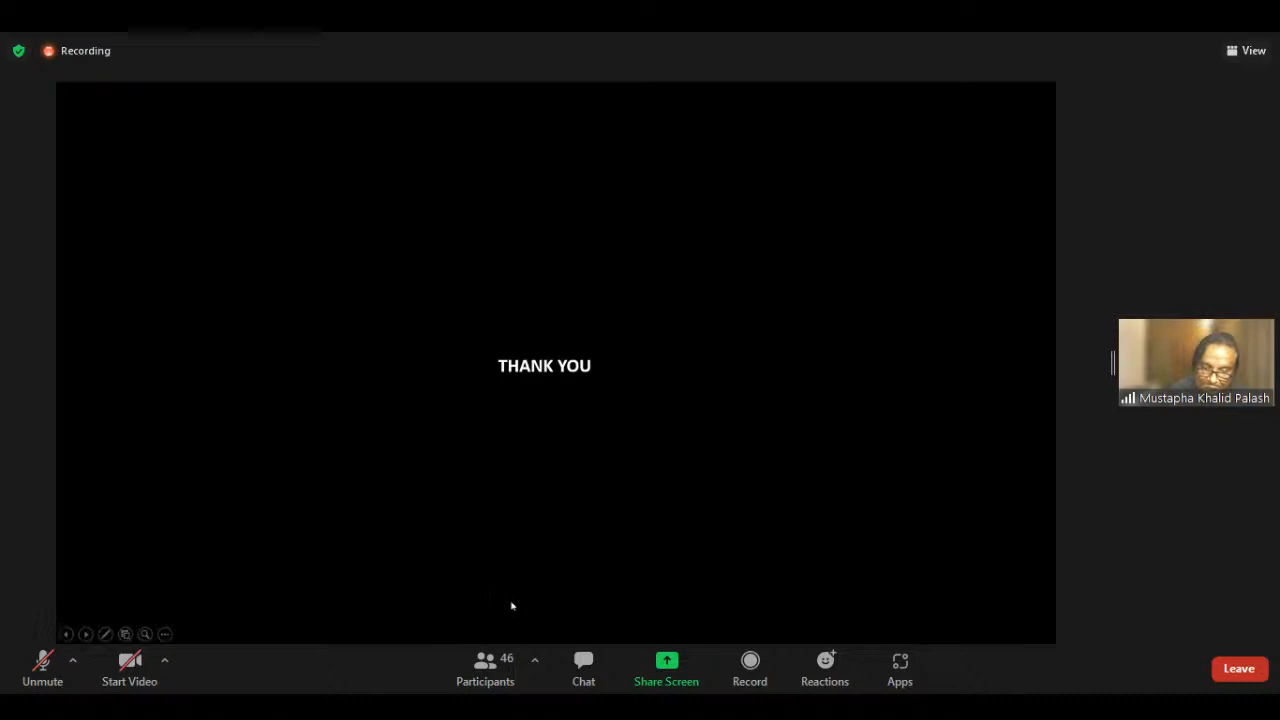 Recording
View
THANK YOU
Mustapha Khalid Palash
46
Unmute
Start Video
Participants
Chat
Share Screen
Record
Reactions
Apps
Leave